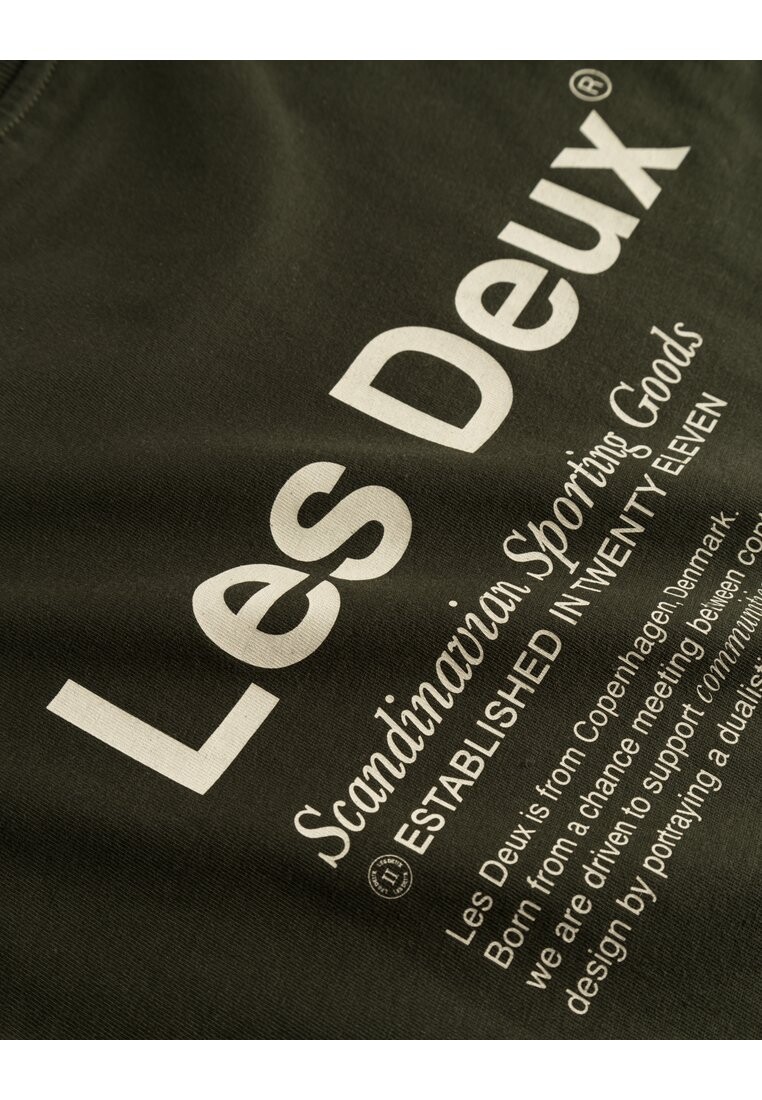 Les Deux®
Scandinavian Sporting Goods
ESTABLISHED IN TWENTY ELEVEN
II
Les Deux is from Copenhagen, Denmark.
Born from a chance meeting between
we are driven to support
design by portraying a